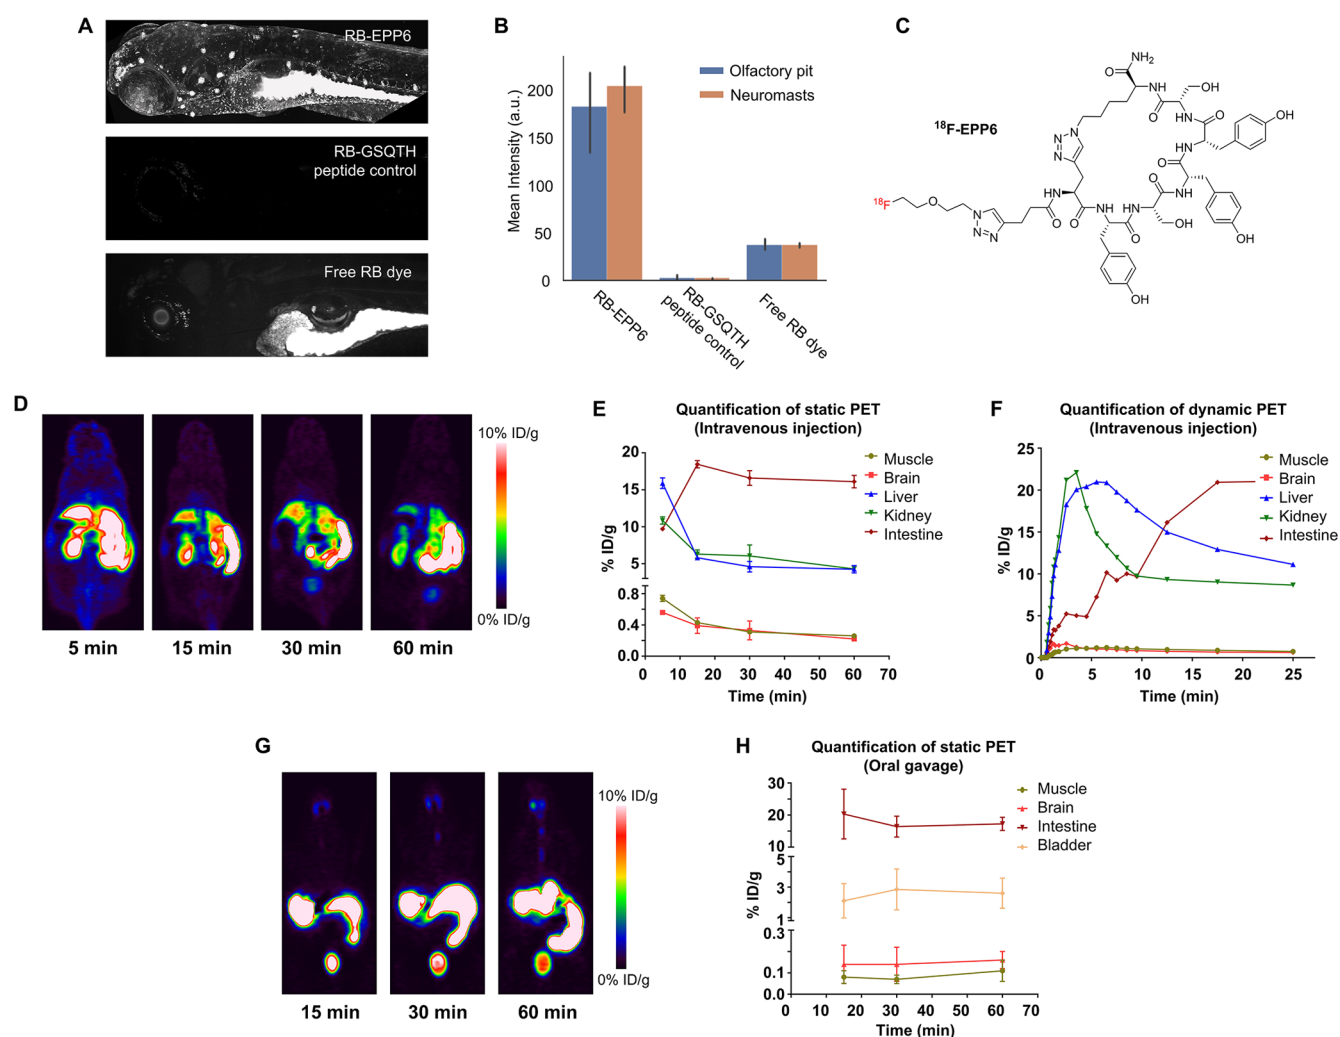 A
RB-EPP6
RB-GSQTH
peptide control
Free RB dye
B
Mean Intensity (a.u.)
200
150
100
50
0
Olfactory pit
Neuromasts
RB-EPP6
RB-GSQTH
peptide control
Free RB dye
C
18F-EPP6
O
NH2
NH
O
OH
NH
O
OH
NH
O
NH
OH
O
NH
O
OH
O
HN
O
HN
O
OH
N
N
N
HN
O
N
N
N
O
18F
D
10% ID/g
0% ID/g
5 min
15 min
30 min
60 min
E
Quantification of static PET
(Intravenous injection)
% ID/g
20
15
10
5
0.8
0.4
0.0
0 10 20 30 40 50 60 70
Time (min)
Muscle
Brain
Liver
Kidney
Intestine
F
Quantification of dynamic PET
(Intravenous injection)
% ID/g
25
20
15
10
5
0
0 5 10 15 20 25
Time (min)
Muscle
Brain
Liver
Kidney
Intestine
G
10% ID/g
0% ID/g
15 min
30 min
60 min
H
Quantification of static PET
(Oral gavage)
% ID/g
30
20
10
5
3
1
0.3
0.1
0.0
0 10 20 30 40 50 60 70
Time (min)
Muscle
Brain
Intestine
Bladder